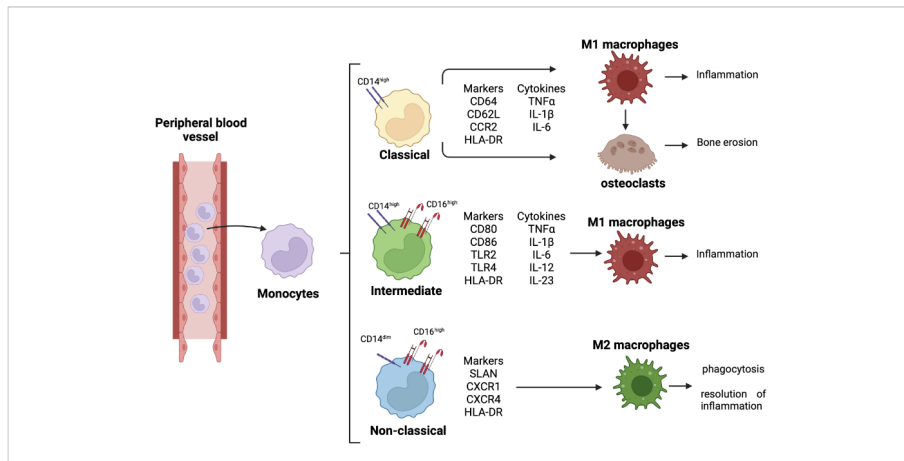 Peripheral blood
vessel
Monocytes
CD14high
Classical
Markers
CD64
CD62L
CCR2
HLA-DR
Cytokines
TNFα
IL-1β
IL-6
M1 macrophages
Inflammation
osteoclasts
Bone erosion
CD14high
CD16high
Intermediate
Markers
CD80
CD86
TLR2
TLR4
HLA-DR
Cytokines
TNFα
IL-1β
IL-6
IL-12
IL-23
M1 macrophages
Inflammation
CD14dim
CD16high
Non-classical
Markers
SLAN
CXCR1
CXCR4
HLA-DR
M2 macrophages
phagocytosis
resolution of
inflammation